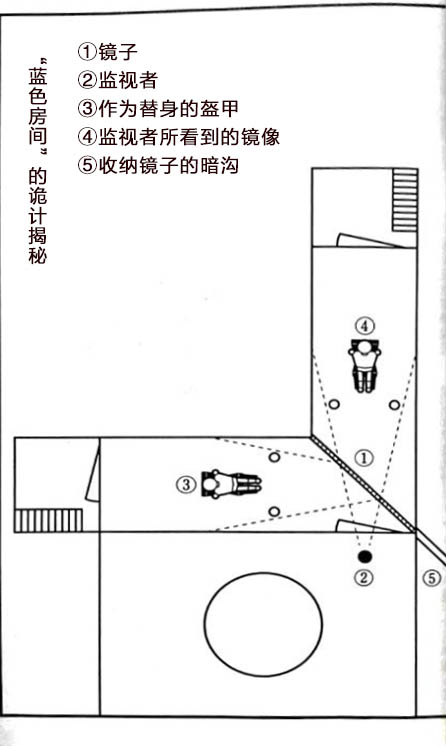 “蓝色房间”的诡计揭秘
①镜子
②监视者
③作为替身的盔甲
④监视者所看到的镜像
⑤收纳镜子的暗沟
④
①
③
②
⑤